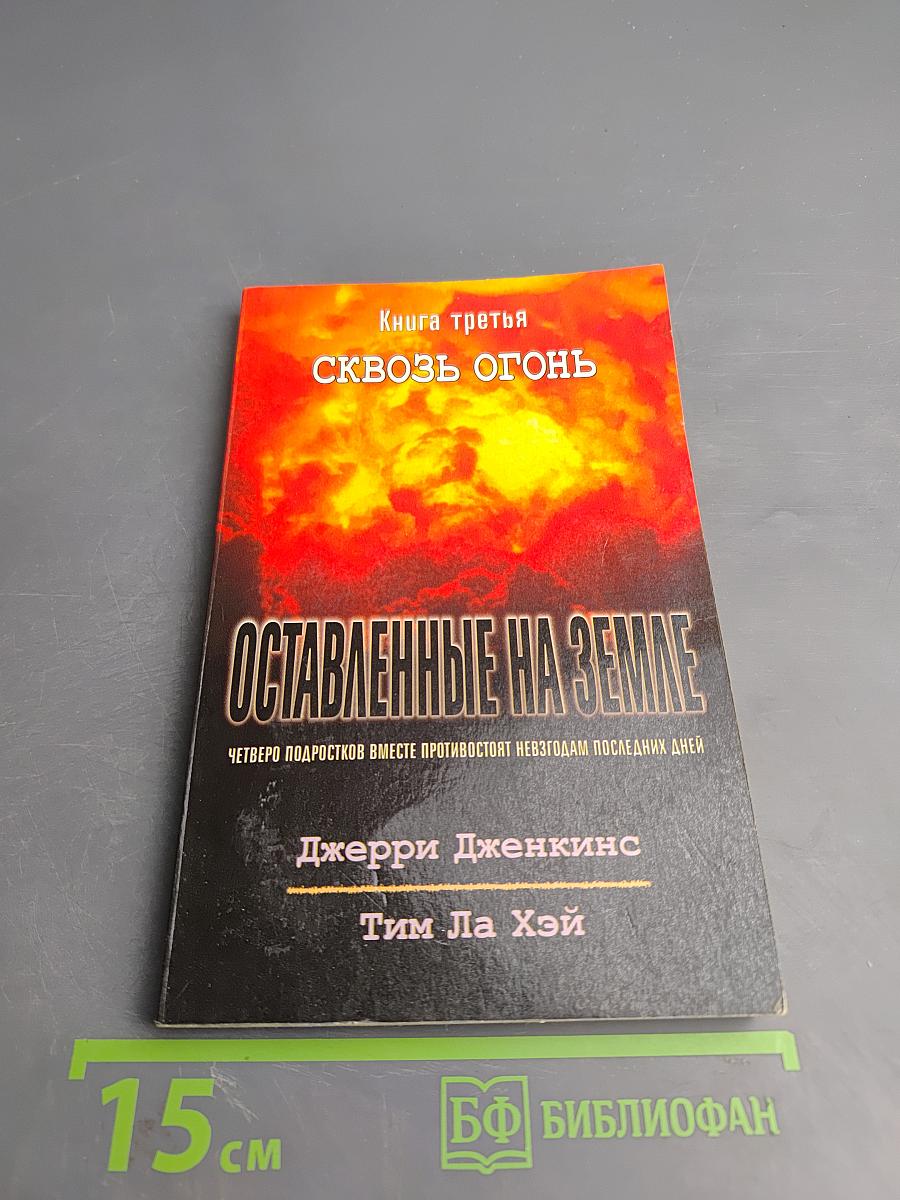 Книга третья
СКВОЗЬ ОГОНЬ
ОСТАВЛЕННЫЕ НА ЗЕМЛЕ
ЧЕТВЕРО ПОДРОСТКОВ ВМЕСТЕ ПРОТИВОСТОЯТ НЕВЗГОДАМ ПОСЛЕДНИХ ДНЕЙ
Джерри Дженкинс
Тим Ла Хэй
15 см
БФ БИБЛИОФАН